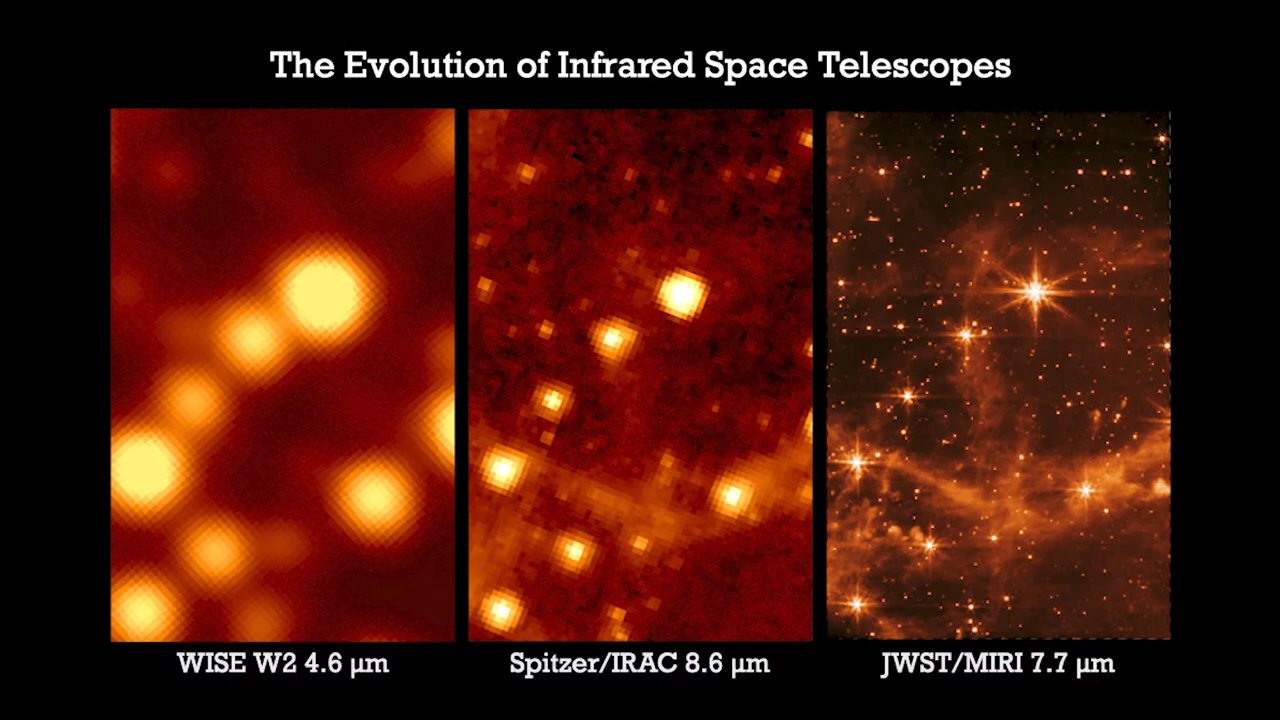 The Evolution of Infrared Space Telescopes
WISE W2 4.6 µm
Spitzer/IRAC 8.6 µm
JWST/MIRI 7.7 µm